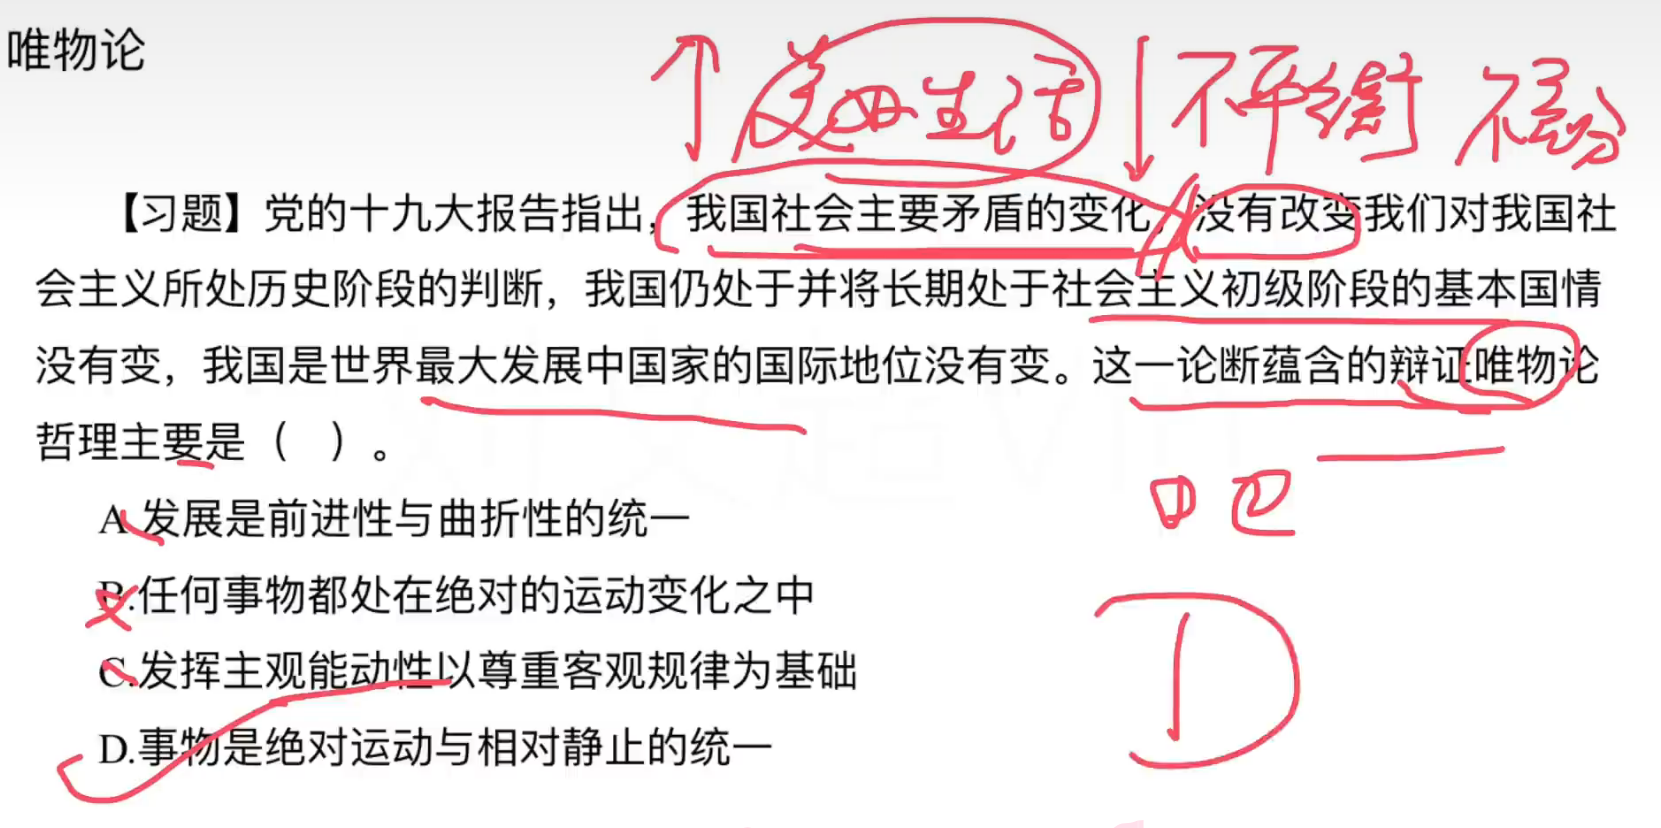 唯物论
美好生活 不平衡 不充分
【习题】党的十九大报告指出，我国社会主要矛盾的变化，没有改变我们对我国社
会主义所处历史阶段的判断，我国仍处于并将长期处于社会主义初级阶段的基本国情
没有变，我国是世界最大发展中国家的国际地位没有变。这一论断蕴含的辩证唯物论
哲理主要是（ ）。
A.发展是前进性与曲折性的统一
B.任何事物都处在绝对的运动变化之中
C.发挥主观能动性以尊重客观规律为基础
D.事物是绝对运动与相对静止的统一
D